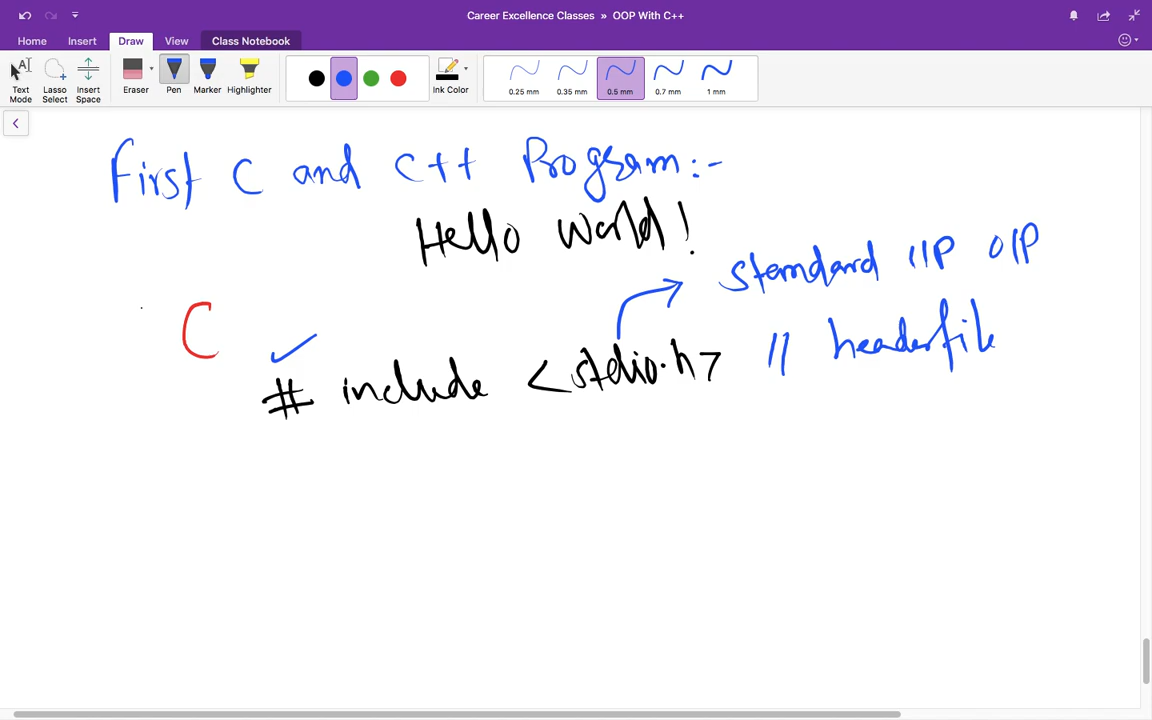 Career Excellence Classes » OOP With C++
Home Insert Draw View Class Notebook
Text Mode
Lasso Select
Insert Space
Eraser
Pen
Marker
Highlighter
Ink Color
0.25 mm
0.35 mm
0.5 mm
0.7 mm
1 mm
First C and C++ Program:-
Hello World!
standard I/P O/P
C
# include <stdio.h> // headerfile